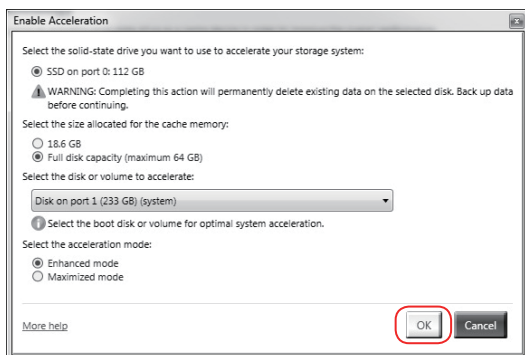 Enable Acceleration
Select the solid-state drive you want to use to accelerate your storage system:
SSD on port 0: 112 GB
WARNING: Completing this action will permanently delete existing data on the selected disk. Back up data
before continuing.
Select the size allocated for the cache memory:
18.6 GB
Full disk capacity (maximum 64 GB)
Select the disk or volume to accelerate:
Disk on port 1 (233 GB) (system)
Select the boot disk or volume for optimal system acceleration.
Select the acceleration mode:
Enhanced mode
Maximized mode
More help
OK
Cancel